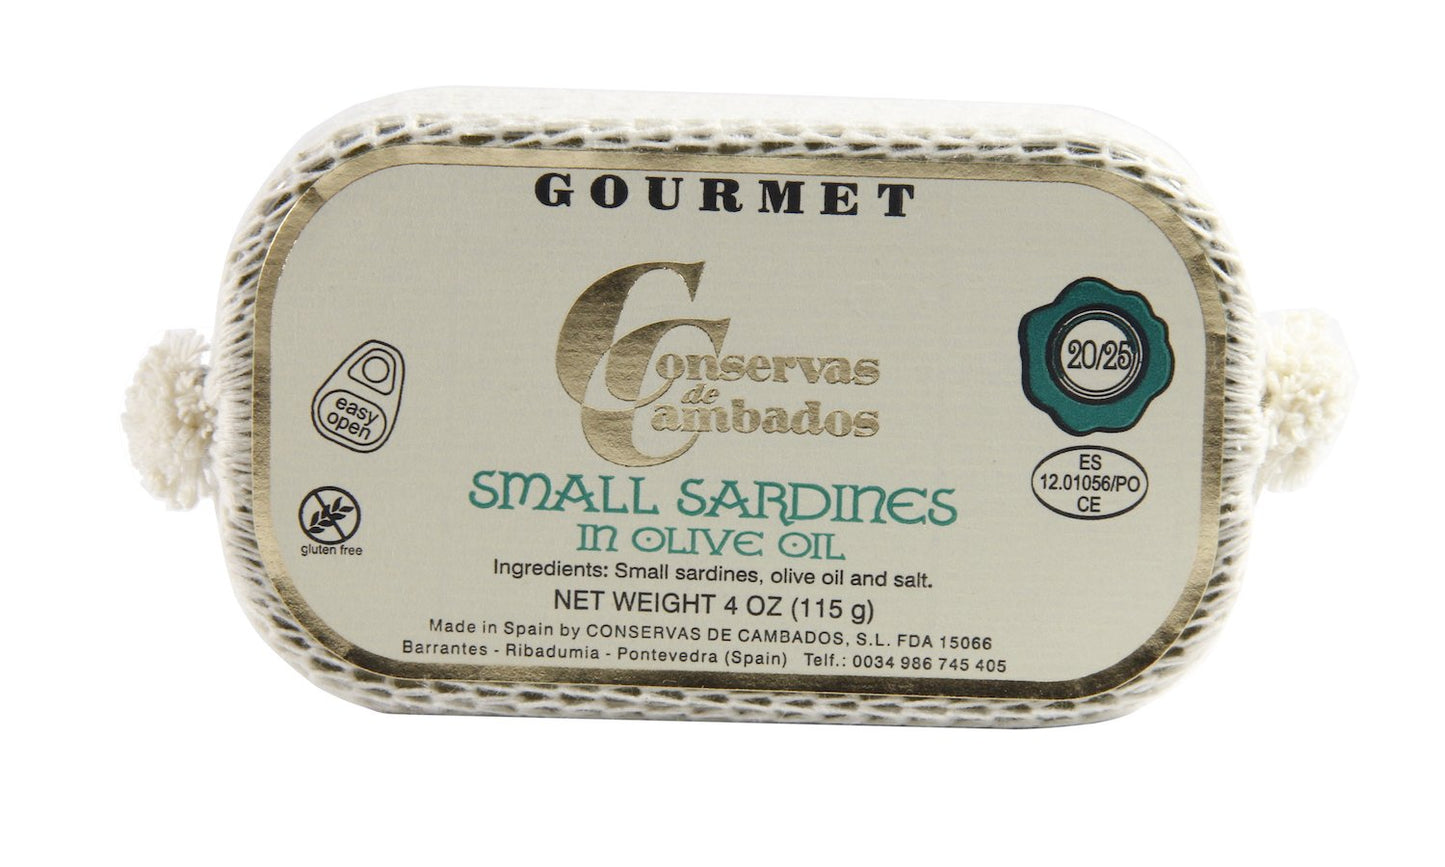 GOURMET
Conservas
de
Cambados
20/25
easy
open
ES
12.01056/PO
CE
SMALL SARDINES
IN OLIVE OIL
gluten free
Ingredients: Small sardines, olive oil and salt.
NET WEIGHT 4 OZ (115 g)
Made in Spain by CONSERVAS DE CAMBADOS, S.L. FDA 15066
Barrantes - Ribadumia - Pontevedra (Spain) Telf.: 0034 986 745 405